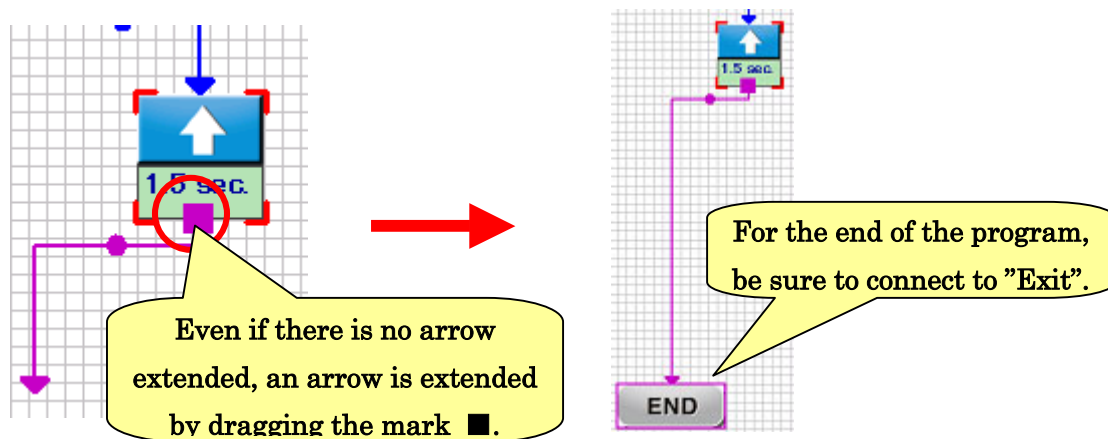 1.5 sec.
Even if there is no arrow
extended, an arrow is extended
by dragging the mark ■.
1.5 sec.
For the end of the program,
be sure to connect to ”Exit”.
END